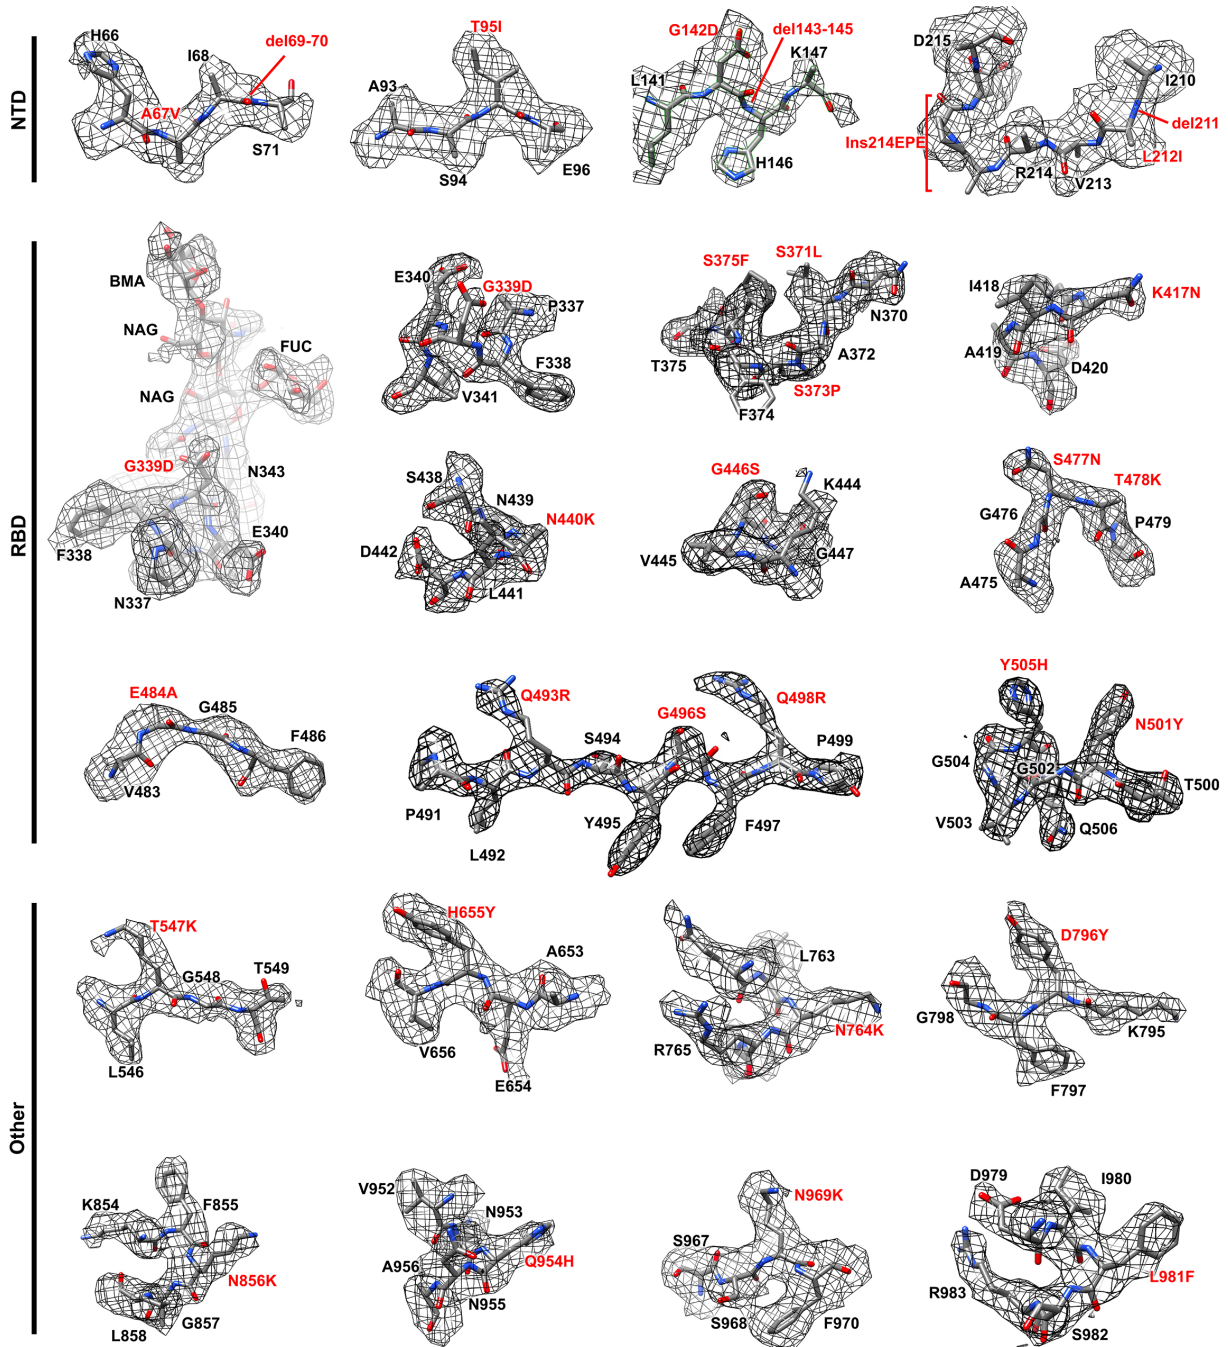 NTD
H66
I68
del69-70
A67V
S71
T95I
A93
S94
E96
G142D
del143-145
K147
L141
H146
D215
I210
Ins214EPE
del211
L212I
R214
V213
RBD
BMA
NAG
FUC
NAG
G339D
N343
F338
E340
N337
E340
G339D
P337
F338
V341
S375F
S371L
N370
T375
A372
S373P
F374
I418
K417N
A419
D420
S438
N439
N440K
D442
L441
G446S
K444
V445
G447
S477N
T478K
G476
P479
A475
E484A
G485
F486
V483
Q493R
Q498R
G496S
S494
P499
P491
Y495
F497
L492
Y505H
N501Y
G504
G502
T500
V503
Q506
Other
T547K
G548
T549
L546
H655Y
A653
V656
E654
L763
N764K
R765
D796Y
G798
K795
F797
K854
F855
N856K
G857
L858
V952
N953
A956
Q954H
N955
N969K
S967
S968
F970
D979
I980
L981F
R983
S982